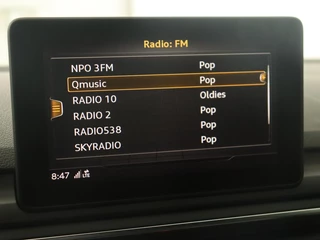 Radio: FM
NPO 3FM Pop
Qmusic Pop
RADIO 10 Oldies
RADIO 2 Pop
RADIO538 Pop
SKYRADIO Pop
8:47 LTE